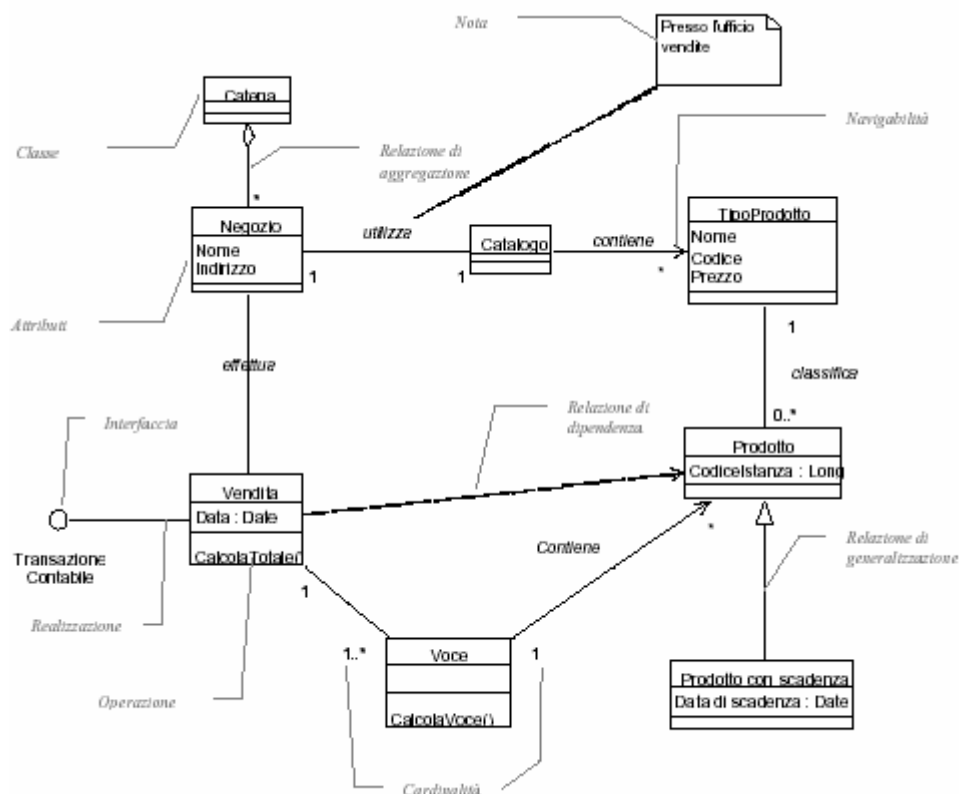 Nota
Presso l'ufficio
vendite
Catena
Classe
Relazione di
aggregazione
Navigabilità
*
Negozio
Nome
Indirizzo
utilizza
1
1
Catalogo
contiene
*
TipoProdotto
Nome
Codice
Prezzo
Attributi
1
effettua
classifica
0..*
Interfaccia
Relazione di
dipendenza
Prodotto
CodiceIstanza : Long
Vendita
Data : Date
CalcolaTotale()
Transazione
Contabile
*
Contiene
Relazione di
generalizzazione
1
Realizzazione
1..*
Voce
CalcolaVoce()
1
Prodotto con scadenza
Data di scadenza : Date
Operazione
Cardinalità